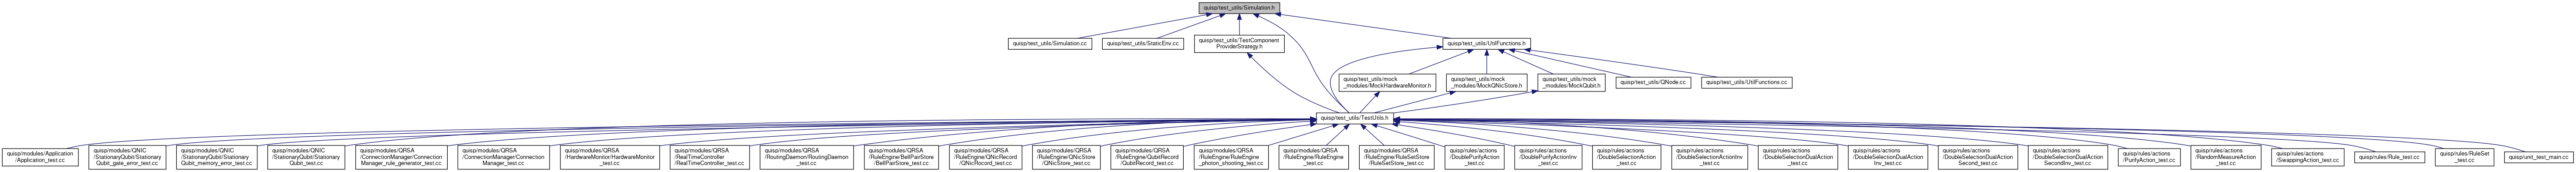 quisp/test_utils/Simulation.h
quisp/test_utils/Simulation.cc
quisp/test_utils/StaticEnv.cc
quisp/test_utils/TestComponent
ProviderStrategy.h
quisp/test_utils/UtilFunctions.h
quisp/test_utils/mock
_modules/MockHardwareMonitor.h
quisp/test_utils/mock
_modules/MockQNicStore.h
quisp/test_utils/mock
_modules/MockQubit.h
quisp/test_utils/QNode.cc
quisp/test_utils/UtilFunctions.cc
quisp/test_utils/TestUtils.h
quisp/modules/Application
/Application_test.cc
quisp/modules/QNIC
/StationaryQubit/Stationary
Qubit_gate_error_test.cc
quisp/modules/QNIC
/StationaryQubit/Stationary
Qubit_memory_error_test.cc
quisp/modules/QNIC
/StationaryQubit/Stationary
Qubit_test.cc
quisp/modules/QRSA
/ConnectionManager/Connection
Manager_rule_generator_test.cc
quisp/modules/QRSA
/ConnectionManager/Connection
Manager_test.cc
quisp/modules/QRSA
/HardwareMonitor/HardwareMonitor
_test.cc
quisp/modules/QRSA
/RealTimeController
/RealTimeController_test.cc
quisp/modules/QRSA
/RoutingDaemon/RoutingDaemon
_test.cc
quisp/modules/QRSA
/RuleEngine/BellPairStore
/BellPairStore_test.cc
quisp/modules/QRSA
/RuleEngine/QNicRecord
/QNicRocord_test.cc
quisp/modules/QRSA
/RuleEngine/QNicStore
/QNicStore_test.cc
quisp/modules/QRSA
/RuleEngine/QubitRecord
/QubitRecord_test.cc
quisp/modules/QRSA
/RuleEngine/RuleEngine
_photon_shooting_test.cc
quisp/modules/QRSA
/RuleEngine/RuleEngine
_test.cc
quisp/modules/QRSA
/RuleEngine/RuleSetStore
/RuleSetStore_test.cc
quisp/rules/actions
/DoublePurifyAction
_test.cc
quisp/rules/actions
/DoublePurifyActionInv
_test.cc
quisp/rules/actions
/DoubleSelectionAction
_test.cc
quisp/rules/actions
/DoubleSelectionActionInv
_test.cc
quisp/rules/actions
/DoubleSelectionDualAction
_test.cc
quisp/rules/actions
/DoubleSelectionDualAction
Inv_test.cc
quisp/rules/actions
/DoubleSelectionDualAction
Second_test.cc
quisp/rules/actions
/DoubleSelectionDualAction
SecondInv_test.cc
quisp/rules/actions
/PurifyAction_test.cc
quisp/rules/actions
/RandomMeasureAction
_test.cc
quisp/rules/actions
/SwappingAction_test.cc
quisp/rules/Rule_test.cc
quisp/rules/RuleSet
_test.cc
quisp/unit_test_main.cc